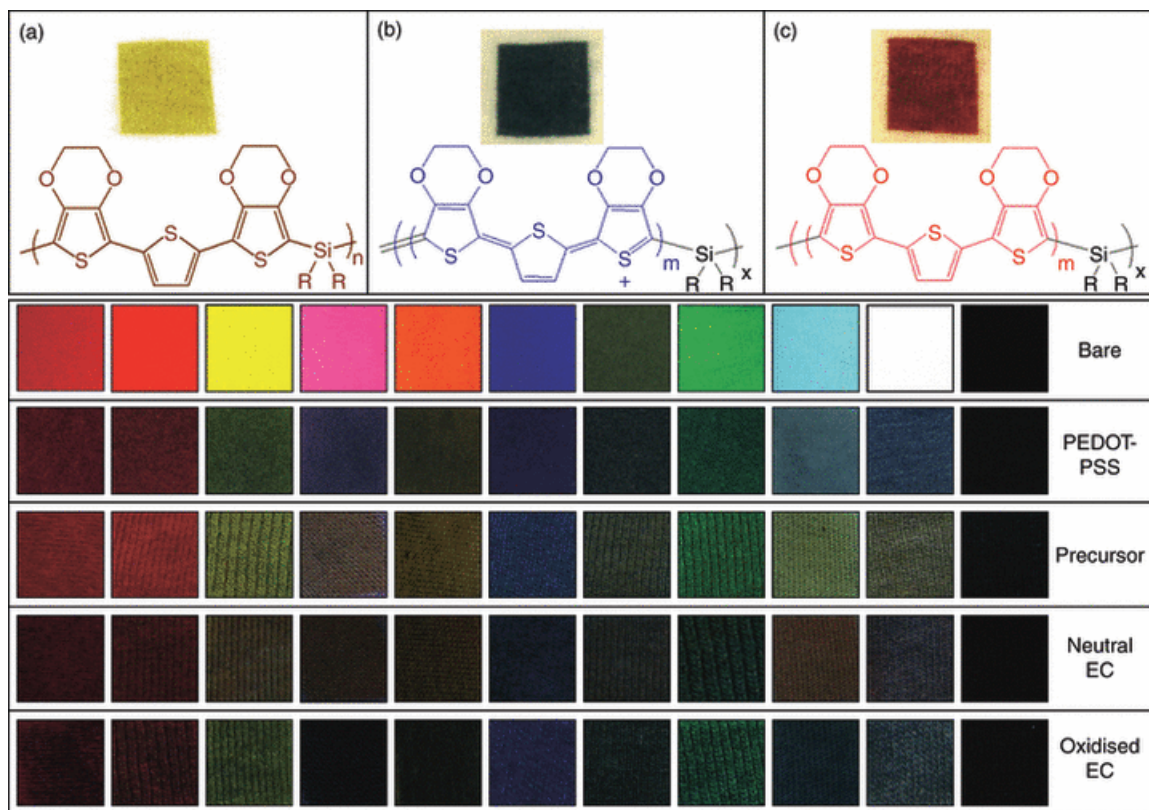 (a)
(b)
(c)
O O O O
S
S S
Si
n
R R
O O O O
S
S S
+
m
Si
R R
x
O O O O
S
S S
m
Si
R R
x
Bare
PEDOT-
PSS
Precursor
Neutral
EC
Oxidised
EC